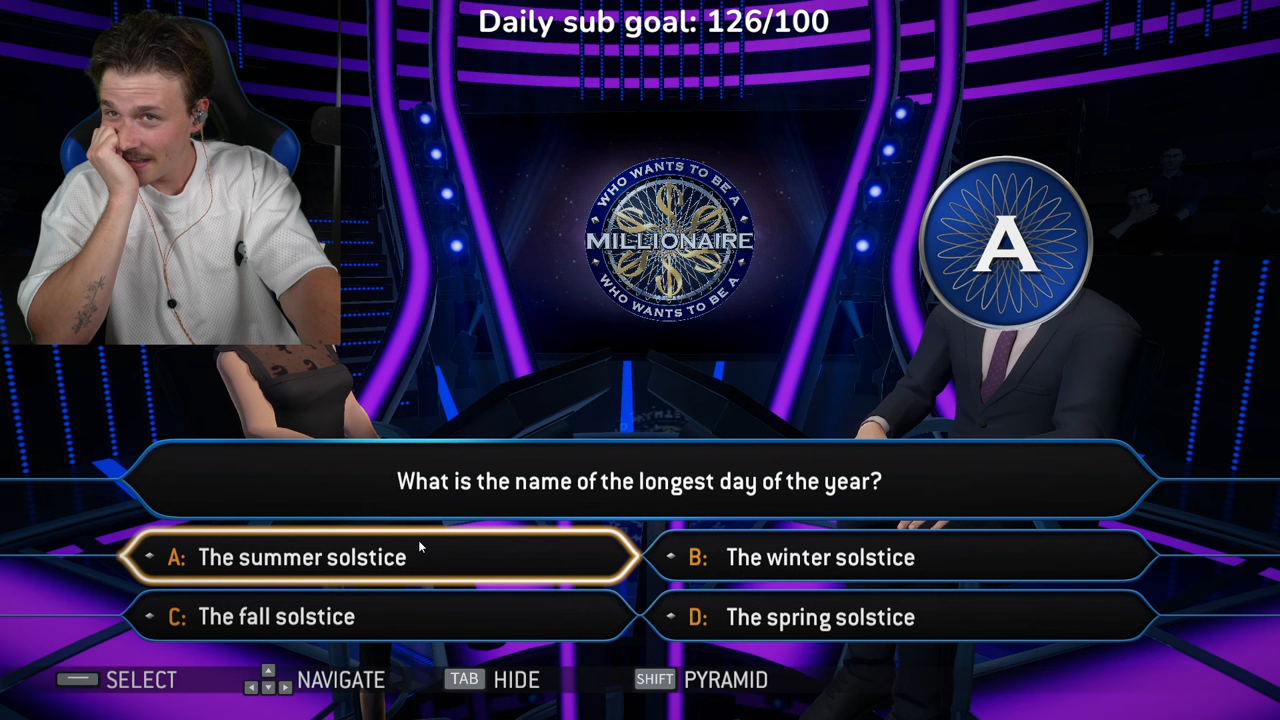 Daily sub goal: 126/100
WHO WANTS TO BE A
MILLIONAIRE
WHO WANTS TO BE A
A
What is the name of the longest day of the year?
A: The summer solstice
B: The winter solstice
C: The fall solstice
D: The spring solstice
SELECT
NAVIGATE
TAB HIDE
SHIFT PYRAMID